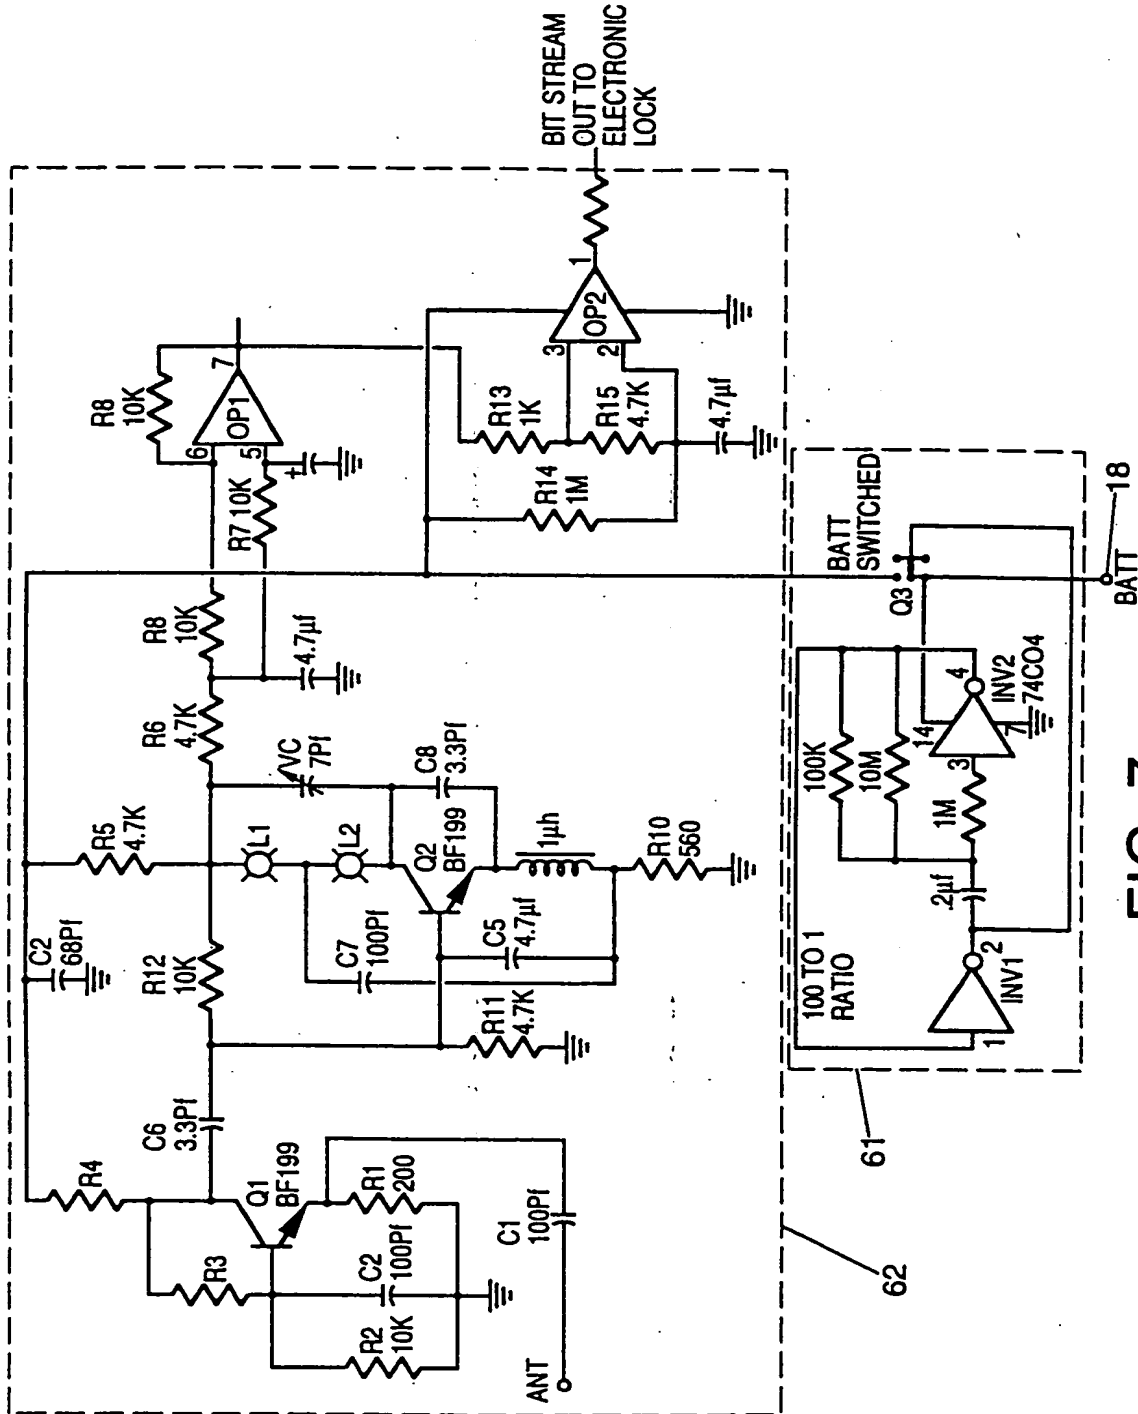 C2
68Pf
R4
R5
4.7K
R12
10K
R6
4.7K
R8
10K
R8
10K
6
7
OP1
5
R7 10K
+
4.7µf
C6
3.3Pf
L1
L2
VC
7Pf
C8
3.3Pf
Q2
BF199
1µh
R10
560
C7
100Pf
C5
4.7µf
R11
4.7K
Q1
BF199
R3
R1
200
C2
100Pf
R2
10K
C1
100Pf
ANT
R13
1K
R15
4.7K
R14
1M
4.7µf
3
2
OP2
1
BIT STREAM
OUT TO
ELECTRONIC
LOCK
BATT
SWITCHED
Q3
100 TO 1
RATIO
100K
10M
1M
.2µf
1
2
INV1
3
4
14
7
INV2
74CO4
BATT
18
61
62